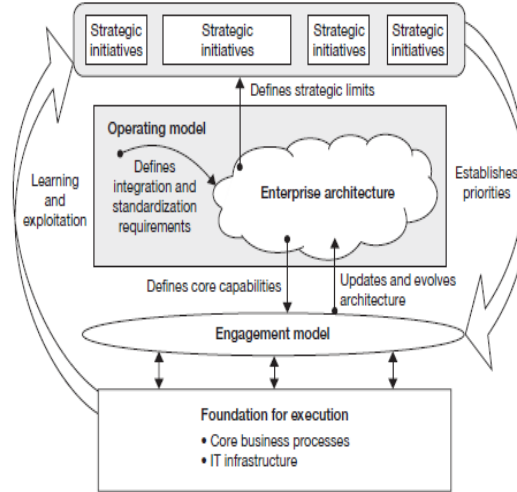 Strategic
initiatives
Strategic
initiatives
Strategic
initiatives
Strategic
initiatives
Defines strategic limits
Operating model
Defines
integration and
standardization
requirements
Enterprise architecture
Learning
and
exploitation
Establishes
priorities
Defines core capabilities
Updates and evolves
architecture
Engagement model
Foundation for execution
• Core business processes
• IT infrastructure